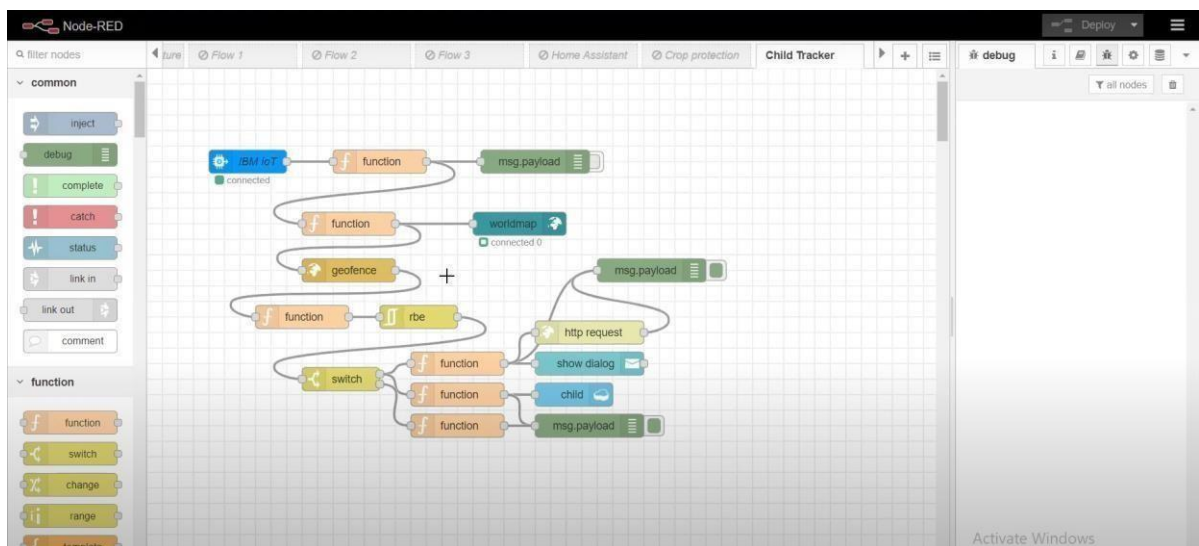 Node-RED
Deploy
filter nodes
ture
Flow 1
Flow 2
Flow 3
Home Assistant
Crop protection
Child Tracker
debug
all nodes
common
inject
debug
complete
catch
status
link in
link out
comment
function
function
switch
change
range
template
IBM IoT
connected
function
msg.payload
function
worldmap
connected 0
geofence
msg.payload
function
rbe
http request
switch
function
show dialog
function
child
function
msg.payload
Activate Windows